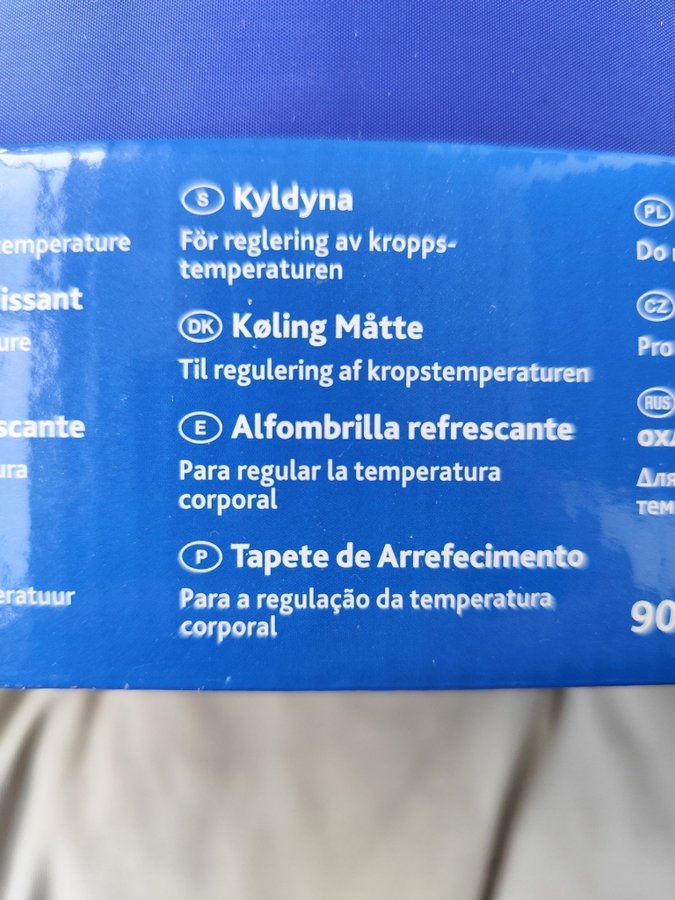 temperature
issant
ure
scante
ura
eratuur
S Kyldyna
För reglering av kropps-
temperaturen
DK Køling Måtte
Til regulering af kropstemperaturen
E Alfombrilla refrescante
Para regular la temperatura
corporal
P Tapete de Arrefecimento
Para a regulação da temperatura
corporal
PL
Do
CZ
Pro
RUS
ох
Для
тем
90